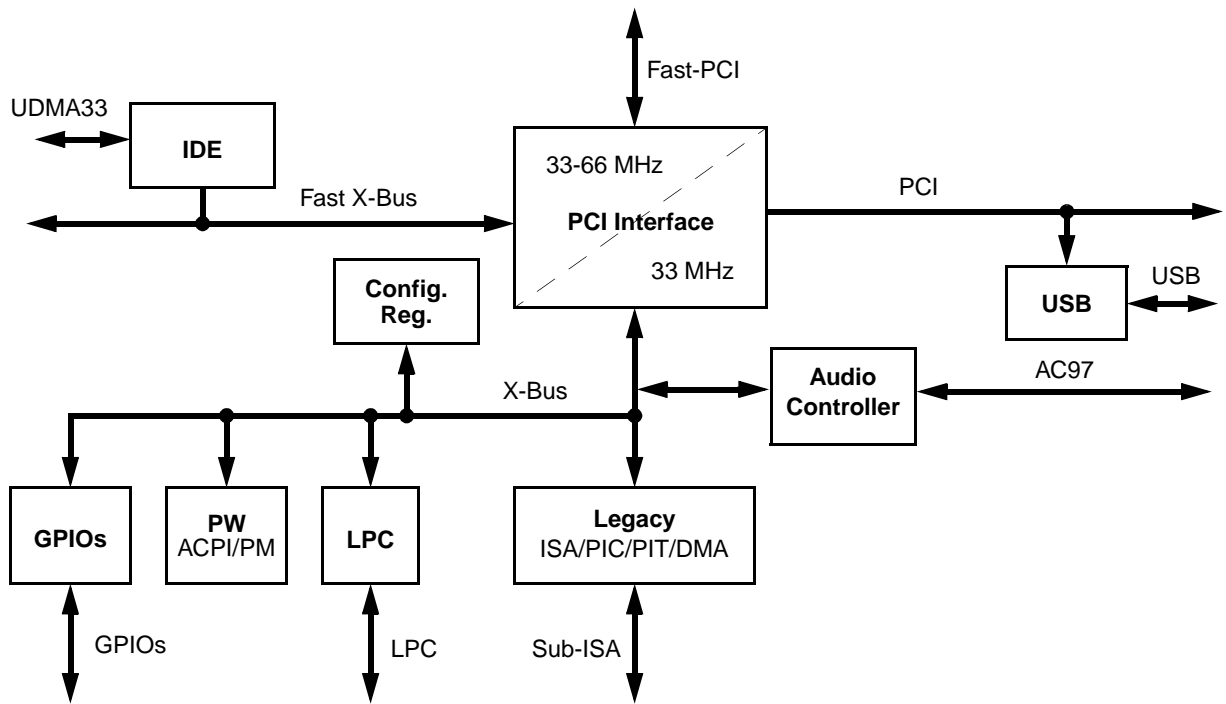 Fast-PCI
UDMA33
IDE
33-66 MHz
Fast X-Bus
PCI
PCI Interface
33 MHz
Config.
Reg.
USB
USB
X-Bus
Audio
Controller
AC97
GPIOs
PW
ACPI/PM
LPC
Legacy
ISA/PIC/PIT/DMA
GPIOs
LPC
Sub-ISA